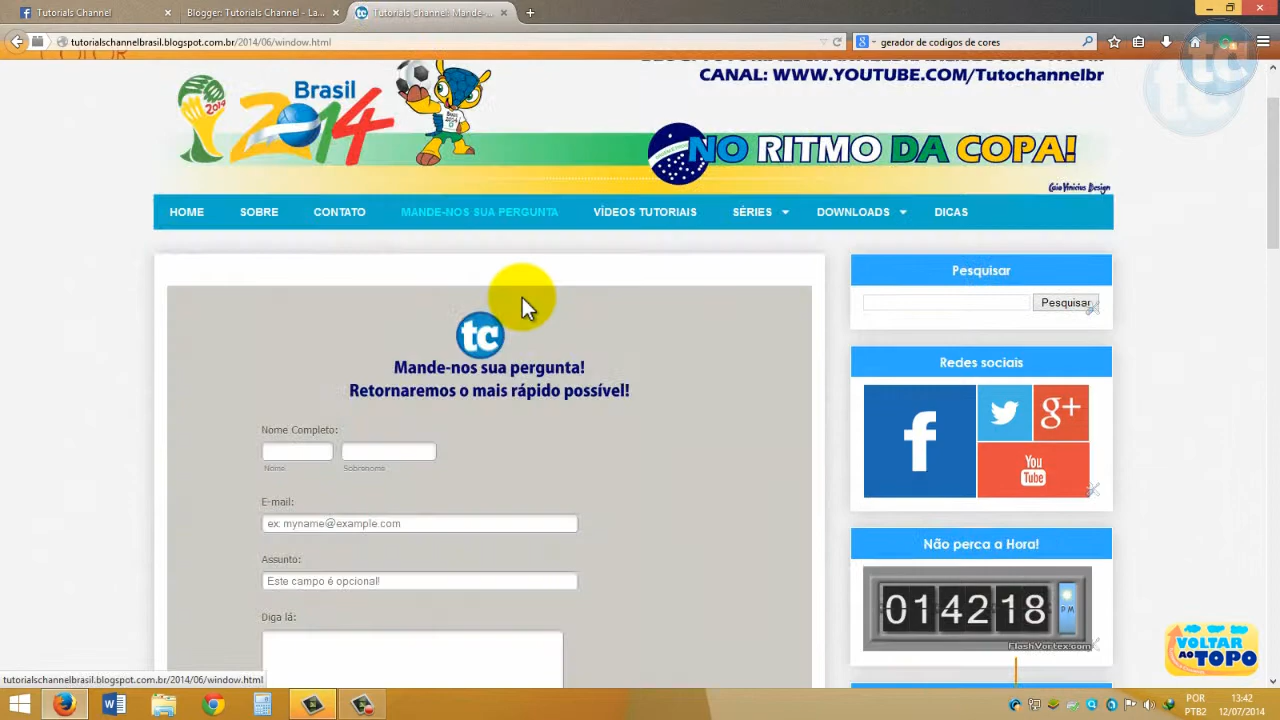 Tutorials Channel
Blogger: Tutorials Channel - La...
Tutorials Channel: Mande-...
tutorialschannelbrasil.blogspot.com.br/2014/06/window.html
gerador de codigos de cores
tc
CANAL: WWW.YOUTUBE.COM/Tutochannelbr
Brasil
2014
NO RITMO DA COPA!
Caio Vinicius Design
HOME SOBRE CONTATO MANDE-NOS SUA PERGUNTA VÍDEOS TUTORIAIS SÉRIES DOWNLOADS DICAS
tc
Mande-nos sua pergunta!
Retornaremos o mais rápido possível!
Nome Completo:
Nome Sobrenome
E-mail:
ex: myname@example.com
Assunto:
Este campo é opcional!
Diga lá:
Pesquisar
Pesquisar
Redes sociais
f
g+
You
Tube
Não perca a Hora!
01 42 18 PM
FlashVortex.com
VOLTAR
AO TOPO
tutorialschannelbrasil.blogspot.com.br/2014/06/window.html
POR 13:42
PTB2 12/07/2014